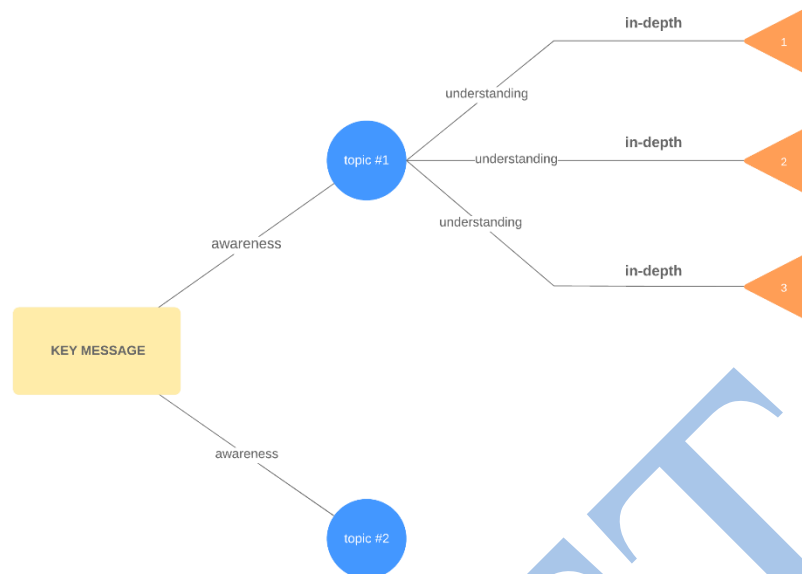 in-depth
1
understanding
in-depth
topic #1
understanding
2
understanding
awareness
in-depth
3
KEY MESSAGE
awareness
topic #2
T